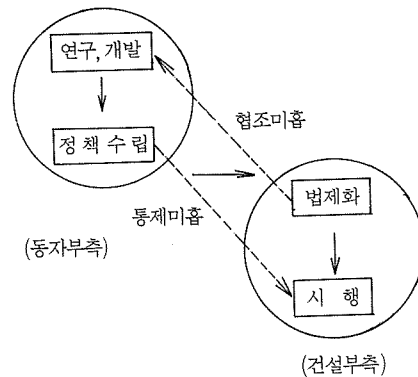 연구, 개발
정책수립
협조미흡
통제미흡
법제화
시 행
(동자부측)
(건설부측)